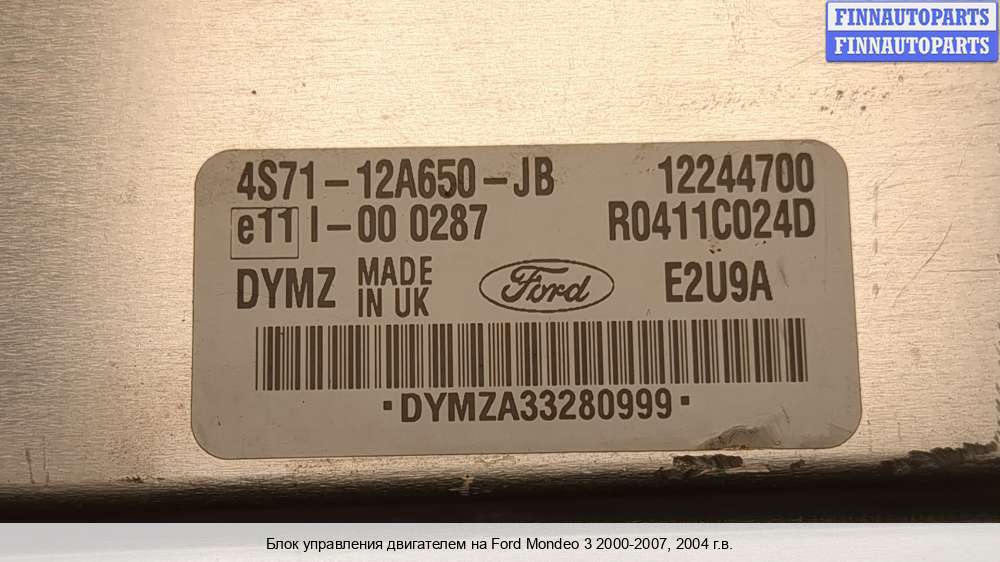 FINNAUTOPARTS
FINNAUTOPARTS
4S71-12A650-JB 12244700
e11 I-00 0287 R0411C024D
DYMZ MADE IN UK Ford E2U9A
•DYMZA33280999•
Блок управления двигателем на Ford Mondeo 3 2000-2007, 2004 г.в.